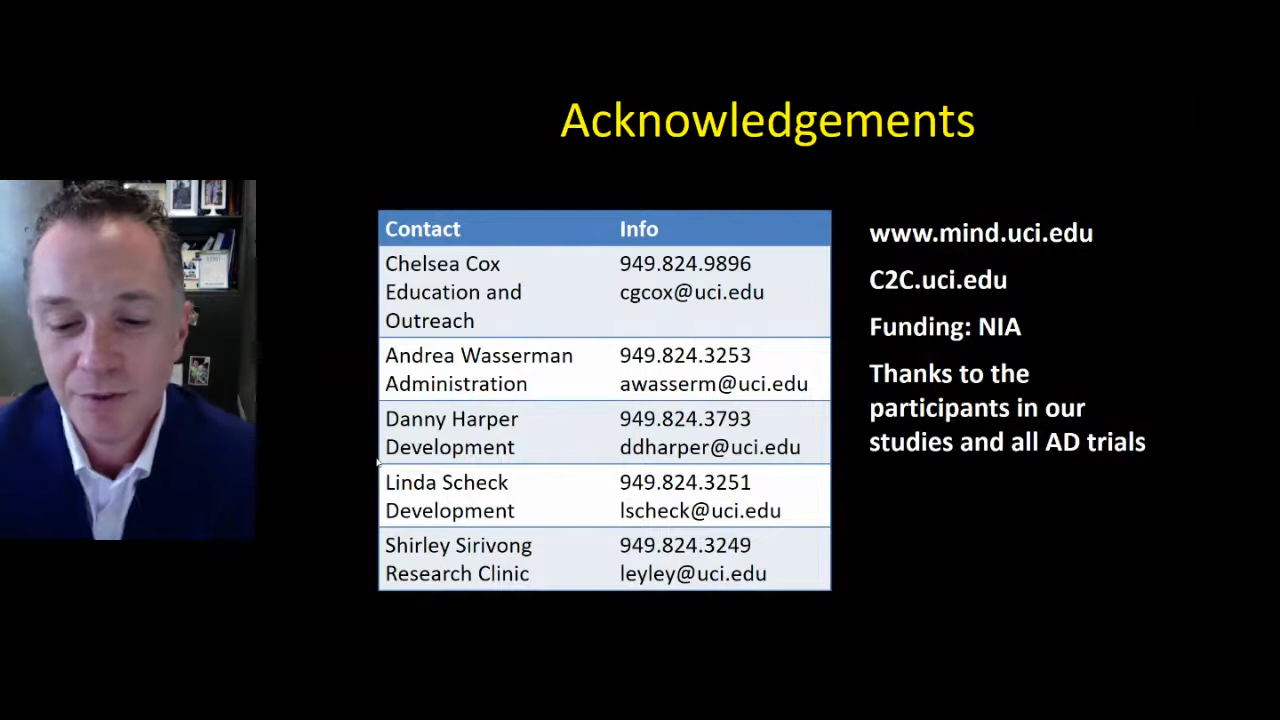 Acknowledgements
Contact Info
Chelsea Cox 949.824.9896
Education and cgcox@uci.edu
Outreach
Andrea Wasserman 949.824.3253
Administration awasserm@uci.edu
Danny Harper 949.824.3793
Development ddharper@uci.edu
Linda Scheck 949.824.3251
Development lscheck@uci.edu
Shirley Sirivong 949.824.3249
Research Clinic leyley@uci.edu
www.mind.uci.edu
C2C.uci.edu
Funding: NIA
Thanks to the
participants in our
studies and all AD trials